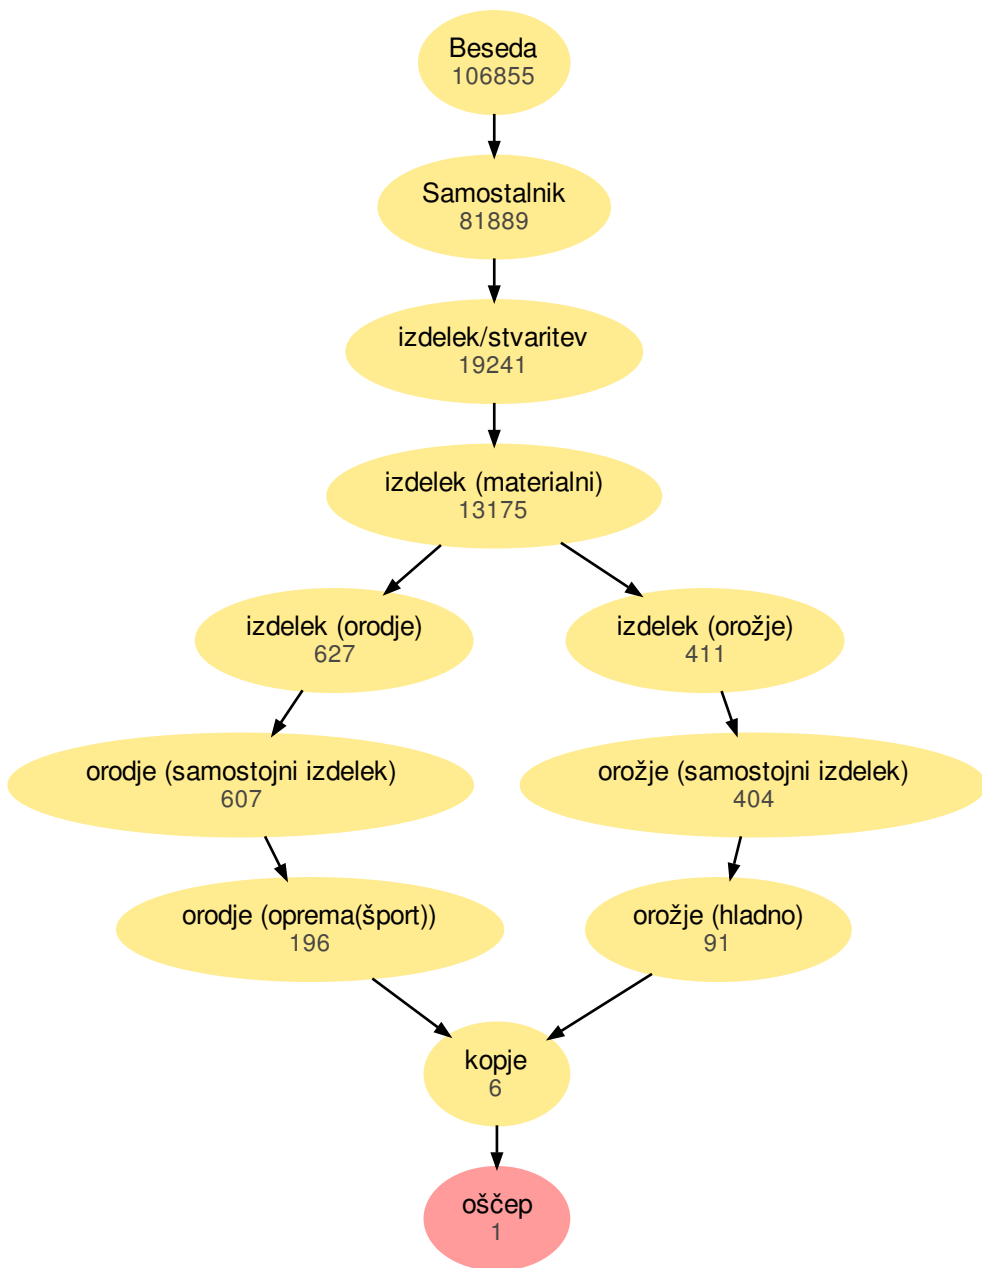 Beseda
106855
Samostalnik
81889
izdelek/stvaritev
19241
izdelek (materialni)
13175
izdelek (orodje)
627
izdelek (orožje)
411
orodje (samostojni izdelek)
607
orožje (samostojni izdelek)
404
orodje (oprema(šport))
196
orožje (hladno)
91
kopje
6
oščep
1